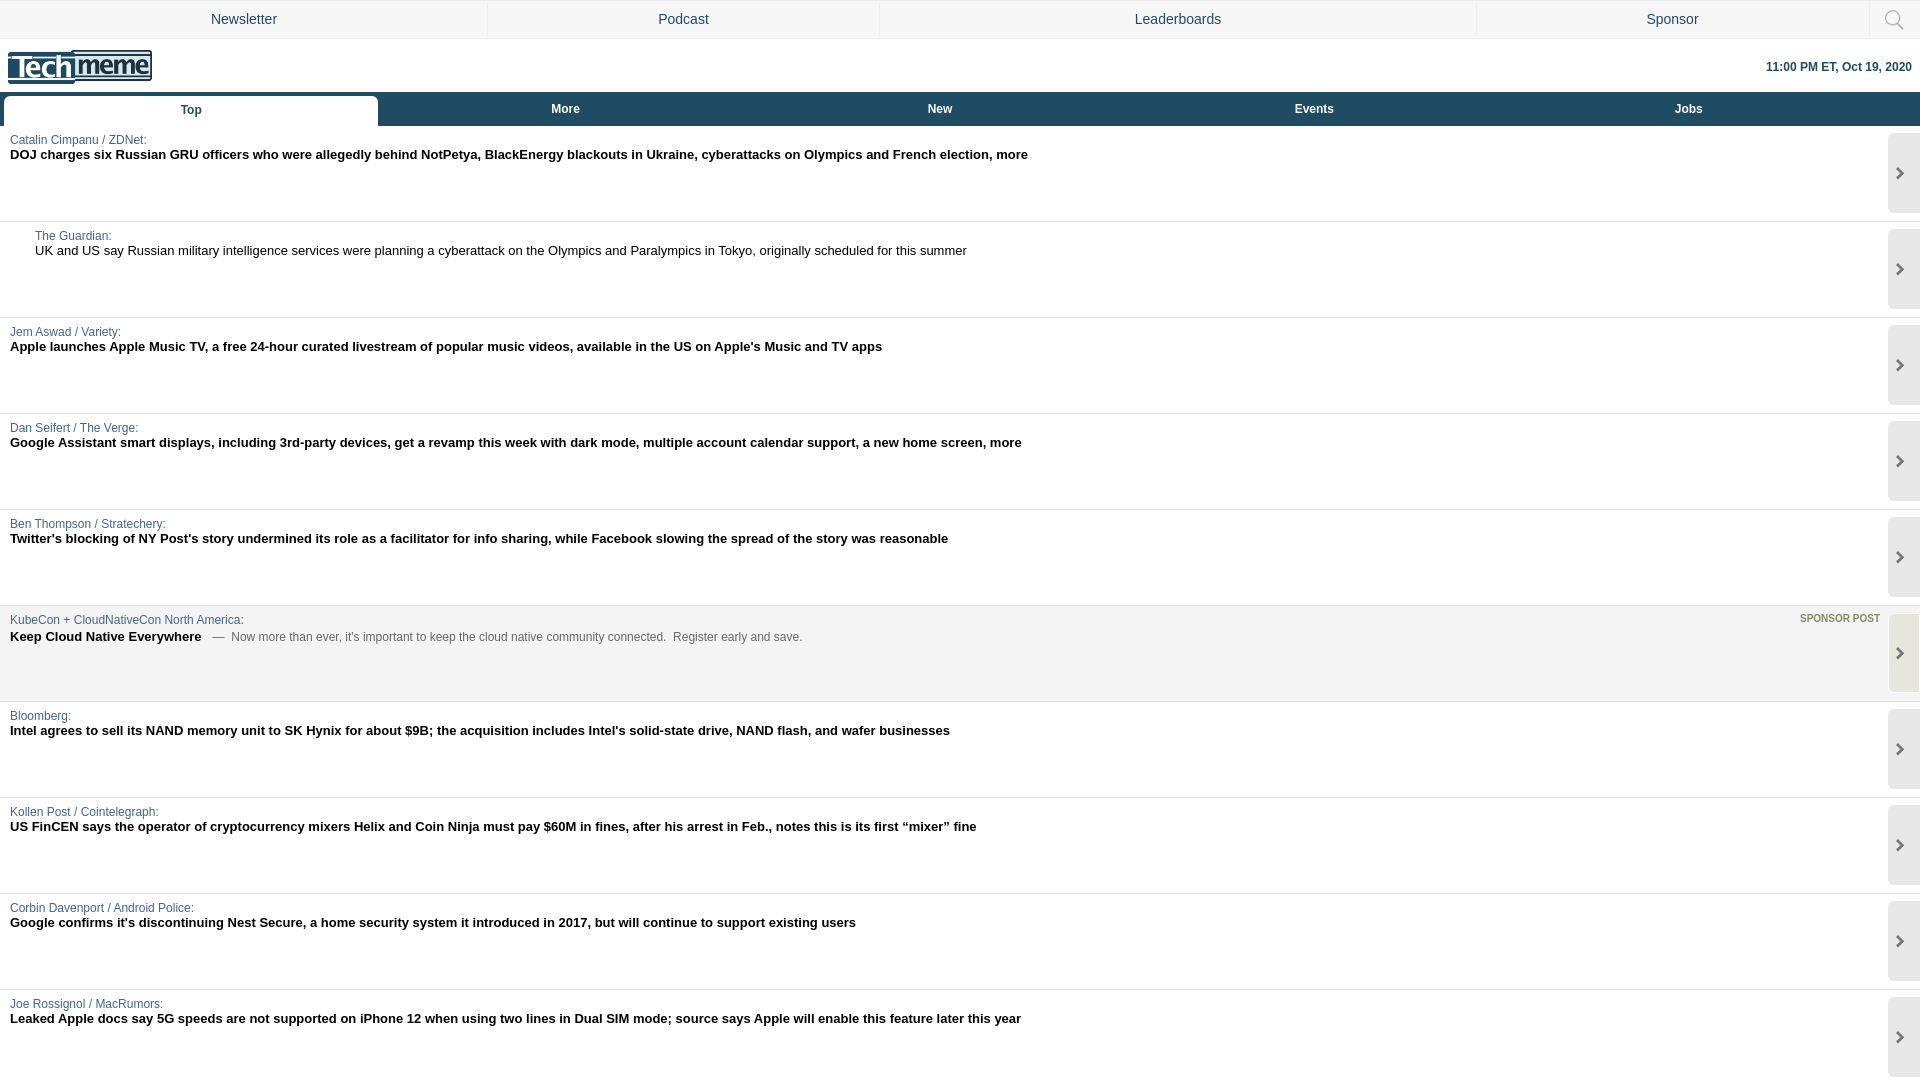 Newsletter
Podcast
Leaderboards
Sponsor
Techmeme
11:00 PM ET, Oct 19, 2020
Top
More
New
Events
Jobs
Catalin Cimpanu / ZDNet:
DOJ charges six Russian GRU officers who were allegedly behind NotPetya, BlackEnergy blackouts in Ukraine, cyberattacks on Olympics and French election, more
The Guardian:
UK and US say Russian military intelligence services were planning a cyberattack on the Olympics and Paralympics in Tokyo, originally scheduled for this summer
Jem Aswad / Variety:
Apple launches Apple Music TV, a free 24-hour curated livestream of popular music videos, available in the US on Apple's Music and TV apps
Dan Seifert / The Verge:
Google Assistant smart displays, including 3rd-party devices, get a revamp this week with dark mode, multiple account calendar support, a new home screen, more
Ben Thompson / Stratechery:
Twitter's blocking of NY Post's story undermined its role as a facilitator for info sharing, while Facebook slowing the spread of the story was reasonable
KubeCon + CloudNativeCon North America:
SPONSOR POST
Keep Cloud Native Everywhere — Now more than ever, it's important to keep the cloud native community connected. Register early and save.
Bloomberg:
Intel agrees to sell its NAND memory unit to SK Hynix for about $9B; the acquisition includes Intel's solid-state drive, NAND flash, and wafer businesses
Kollen Post / Cointelegraph:
US FinCEN says the operator of cryptocurrency mixers Helix and Coin Ninja must pay $60M in fines, after his arrest in Feb., notes this is its first “mixer” fine
Corbin Davenport / Android Police:
Google confirms it's discontinuing Nest Secure, a home security system it introduced in 2017, but will continue to support existing users
Joe Rossignol / MacRumors:
Leaked Apple docs say 5G speeds are not supported on iPhone 12 when using two lines in Dual SIM mode; source says Apple will enable this feature later this year